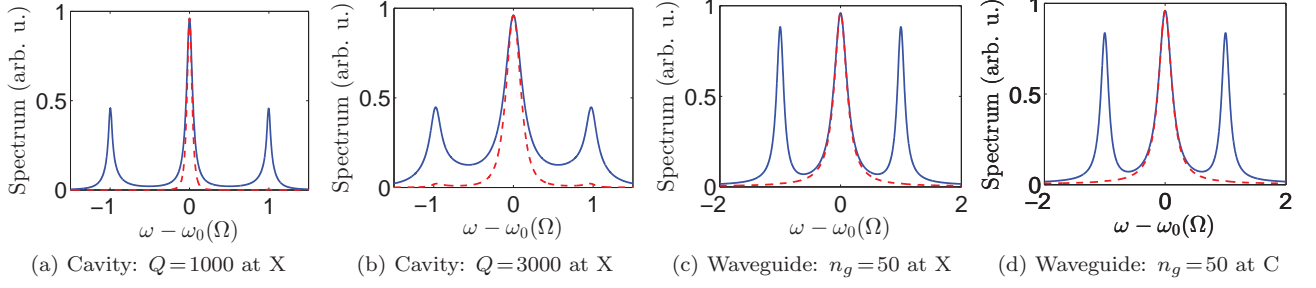 Spectrum (arb. u.)
1
0.5
0
−1
0
1
ω − ω₀(Ω)
(a) Cavity: Q=1000 at X
Spectrum (arb. u.)
1
0.5
0
−1
0
1
ω − ω₀(Ω)
(b) Cavity: Q=3000 at X
Spectrum (arb. u.)
1
0.5
0
−2
0
2
ω − ω₀(Ω)
(c) Waveguide: n_g=50 at X
Spectrum (arb. u.)
1
0.5
0
−2
0
2
ω − ω₀(Ω)
(d) Waveguide: n_g=50 at C